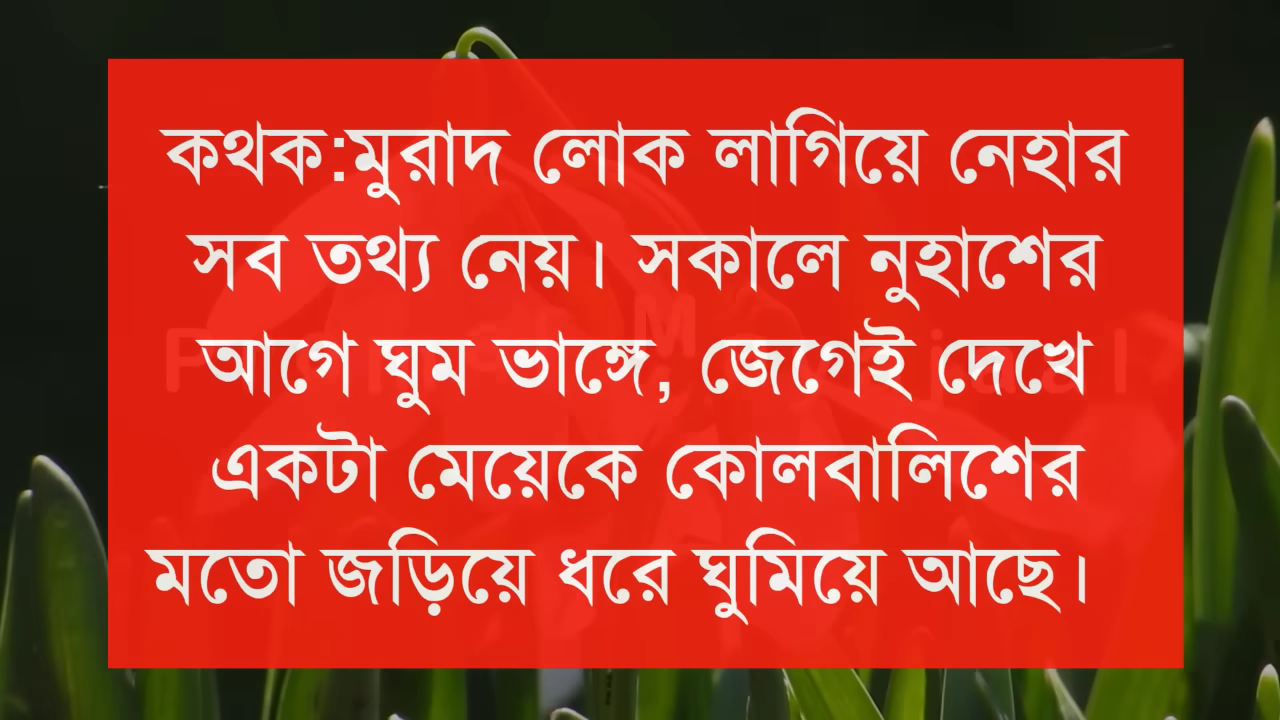 কথক:মুরাদ লোক লাগিয়ে নেহার
সব তথ্য নেয়। সকালে নুহাশের
আগে ঘুম ভাঙ্গে, জেগেই দেখে
একটা মেয়েকে কোলবালিশের
মতো জড়িয়ে ধরে ঘুমিয়ে আছে।